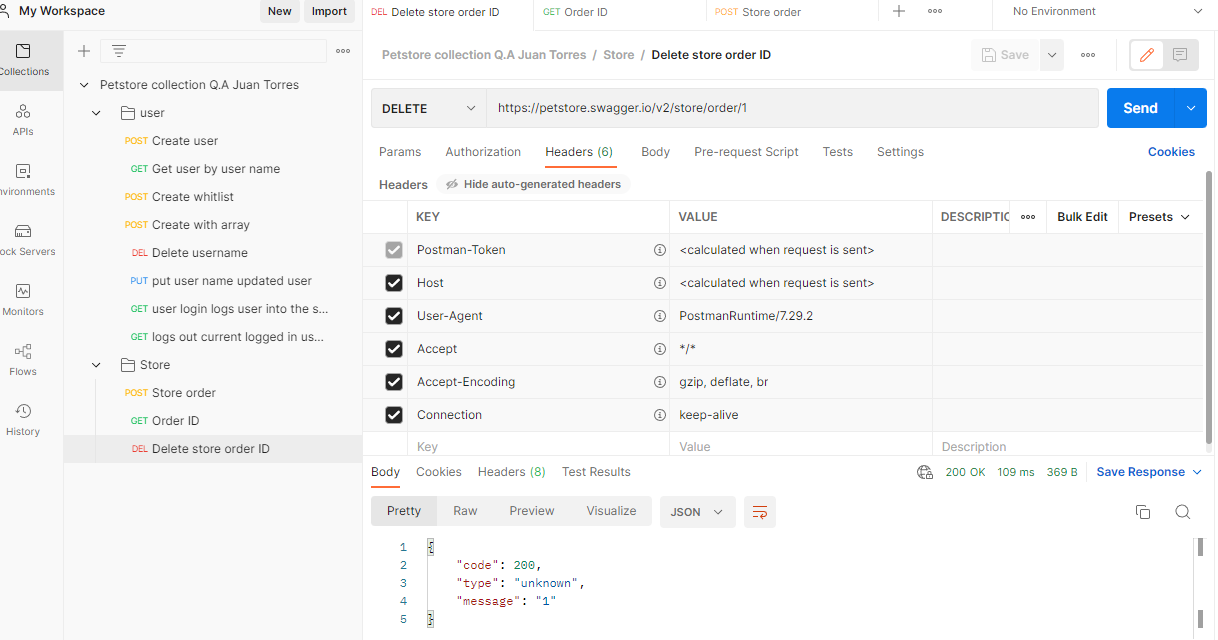 My Workspace
New
Import
DEL Delete store order ID
GET Order ID
POST Store order
No Environment
Collections
APIs
nvironments
ock Servers
Monitors
Flows
History
Petstore collection Q.A Juan Torres
user
POST Create user
GET Get user by user name
POST Create whitlist
POST Create with array
DEL Delete username
PUT put user name updated user
GET user login logs user into the s...
GET logs out current logged in us...
Store
POST Store order
GET Order ID
DEL Delete store order ID
Petstore collection Q.A Juan Torres / Store / Delete store order ID
Save
DELETE
https://petstore.swagger.io/v2/store/order/1
Send
Params Authorization Headers (6) Body Pre-request Script Tests Settings Cookies
Headers Hide auto-generated headers
KEY VALUE DESCRIPTIC Bulk Edit Presets
Postman-Token <calculated when request is sent>
Host <calculated when request is sent>
User-Agent PostmanRuntime/7.29.2
Accept */*
Accept-Encoding gzip, deflate, br
Connection keep-alive
Key Value Description
Body Cookies Headers (8) Test Results 200 OK 109 ms 369 B Save Response
Pretty Raw Preview Visualize JSON
1 {
2 "code": 200,
3 "type": "unknown",
4 "message": "1"
5 }